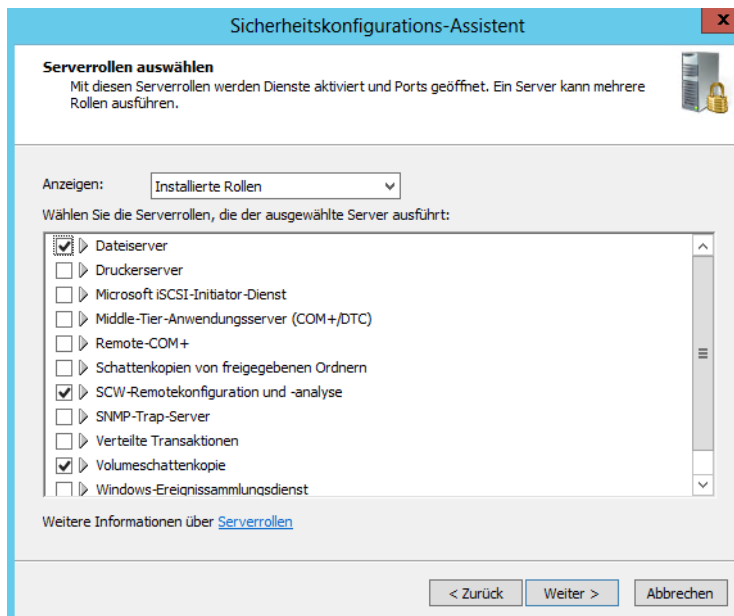 Sicherheitskonfigurations-Assistent
x
Serverrollen auswählen
Mit diesen Serverrollen werden Dienste aktiviert und Ports geöffnet. Ein Server kann mehrere
Rollen ausführen.
Anzeigen:
Installierte Rollen
Wählen Sie die Serverrollen, die der ausgewählte Server ausführt:
Dateiserver
Druckerserver
Microsoft iSCSI-Initiator-Dienst
Middle-Tier-Anwendungsserver (COM+/DTC)
Remote-COM+
Schattenkopien von freigegebenen Ordnern
SCW-Remotekonfiguration und -analyse
SNMP-Trap-Server
Verteilte Transaktionen
Volumeschattenkopie
Windows-Ereignissammlungsdienst
Weitere Informationen über Serverrollen
< Zurück
Weiter >
Abbrechen